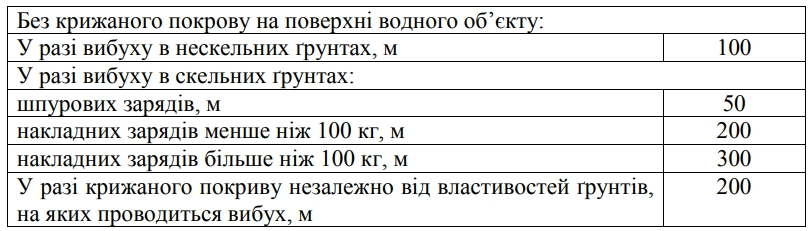 Без крижаного покрову на поверхні водного об’єкту:
У разі вибуху в нескельних ґрунтах, м 100
У разі вибуху в скельних ґрунтах:
шпурових зарядів, м 50
накладних зарядів менше ніж 100 кг, м 200
накладних зарядів більше ніж 100 кг, м 300
У разі крижаного покриву незалежно від властивостей ґрунтів, 200
на яких проводиться вибух, м